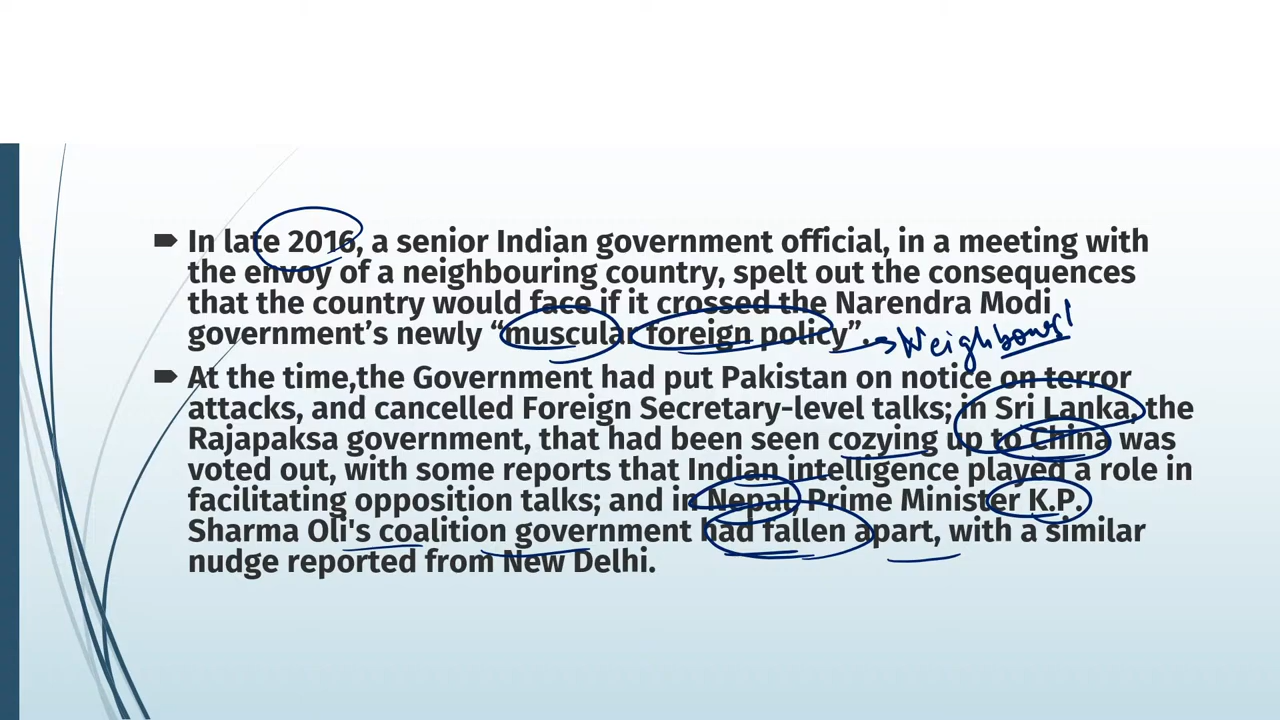 In late 2016, a senior Indian government official, in a meeting with
the envoy of a neighbouring country, spelt out the consequences
that the country would face if it crossed the Narendra Modi
government's newly “muscular foreign policy”.
Neighbours'
At the time,the Government had put Pakistan on notice on terror
attacks, and cancelled Foreign Secretary-level talks; in Sri Lanka, the
Rajapaksa government, that had been seen cozying up to China was
voted out, with some reports that Indian intelligence played a role in
facilitating opposition talks; and in Nepal, Prime Minister K.P.
Sharma Oli's coalition government had fallen apart, with a similar
nudge reported from New Delhi.